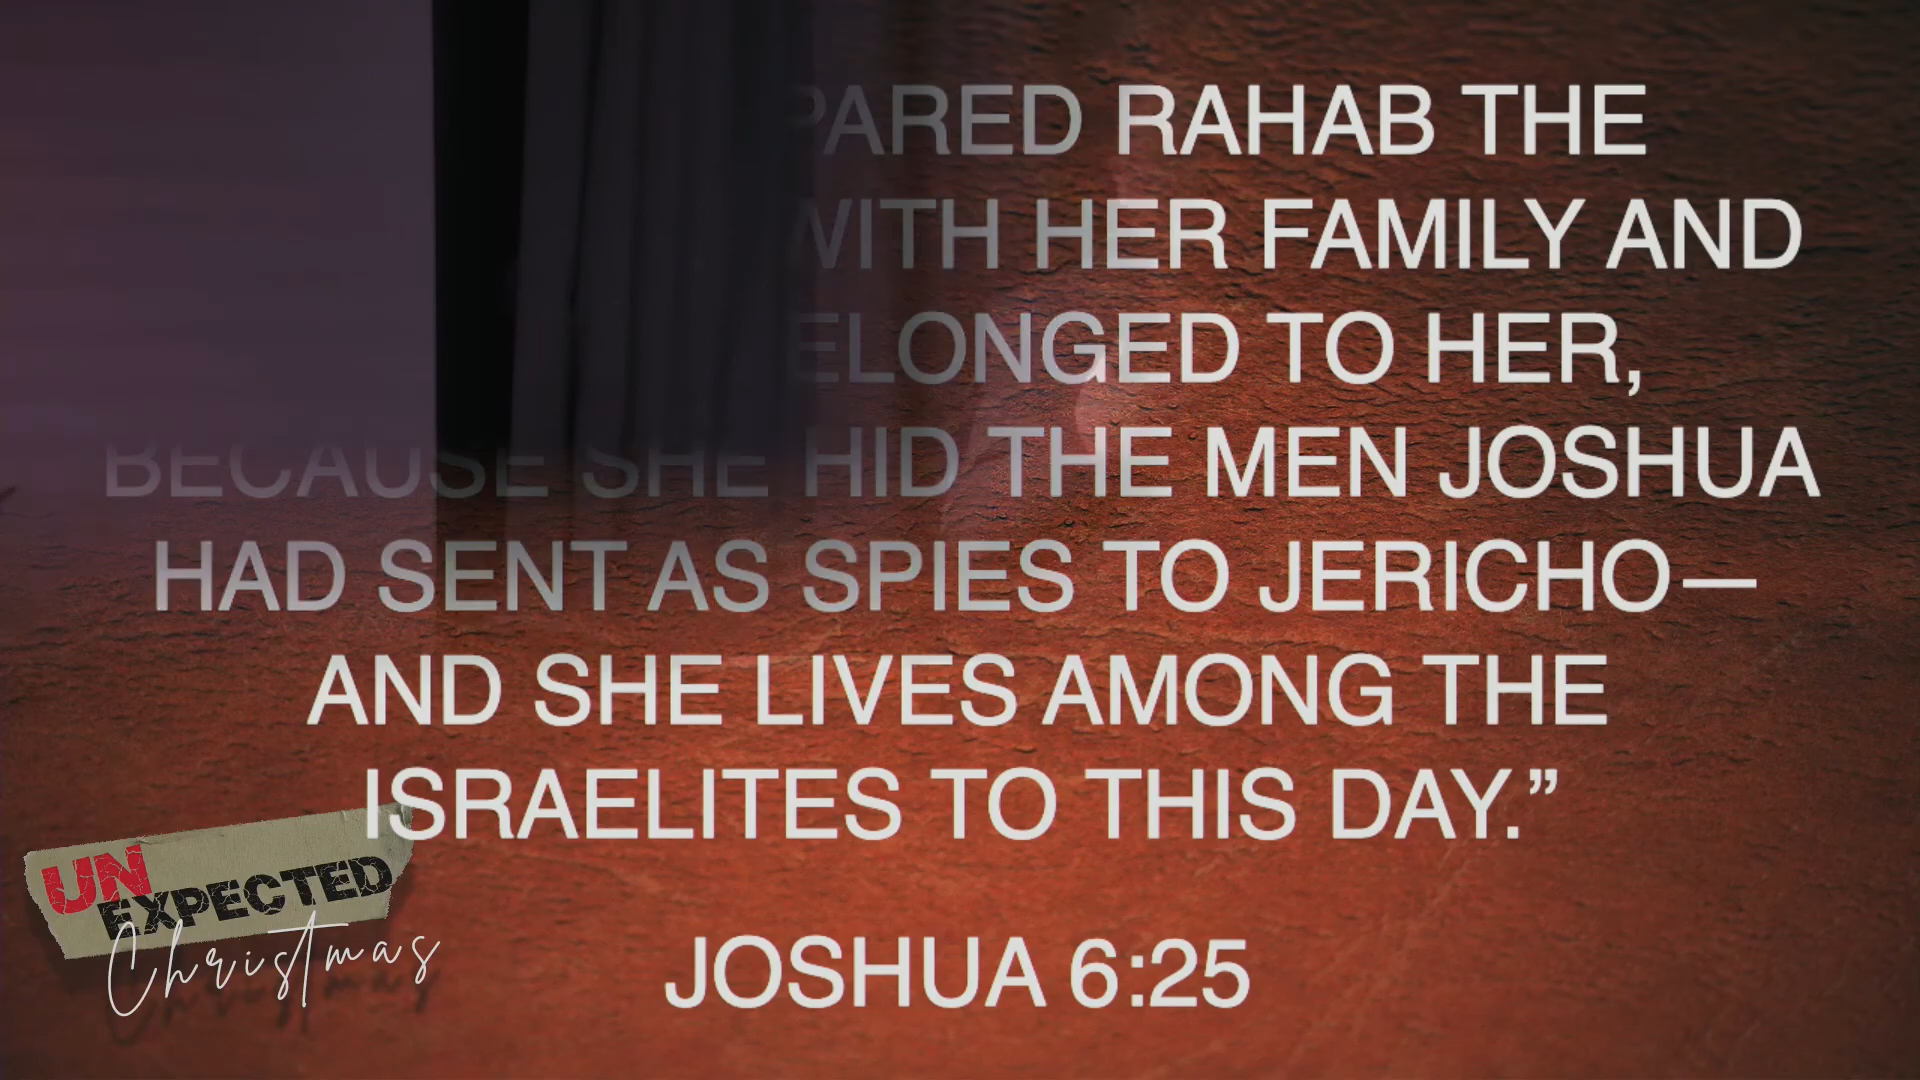 PARED RAHAB THE
WITH HER FAMILY AND
ELONGED TO HER,
BECAUSE SHE HID THE MEN JOSHUA
HAD SENT AS SPIES TO JERICHO—
AND SHE LIVES AMONG THE
ISRAELITES TO THIS DAY.”
JOSHUA 6:25
UN
EXPECTED
Christmas